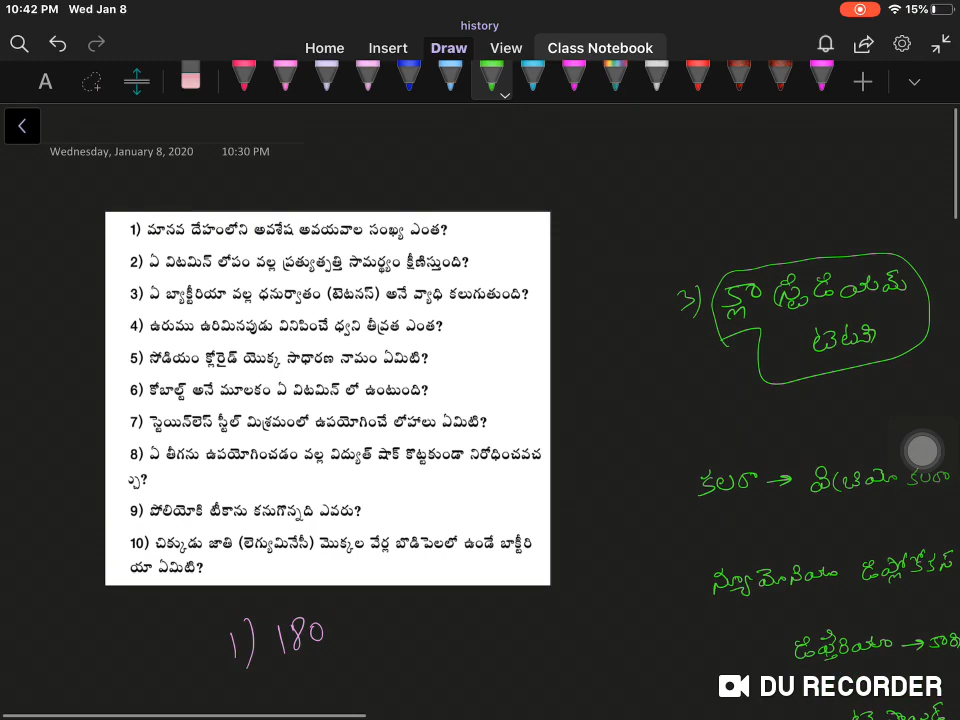 10:42 PM Wed Jan 8
15%
history
Home Insert Draw View Class Notebook
A
Wednesday, January 8, 2020 10:30 PM
1) మానవ దేహంలోని అవశేష అవయవాల సంఖ్య ఎంత?
2) ఏ విటమిన్ లోపం వల్ల ప్రత్యుత్పత్తి సామర్థ్యం క్షీణిస్తుంది?
3) ఏ బ్యాక్టీరియా వల్ల ధనుర్వాతం (టెటనస్) అనే వ్యాధి కలుగుతుంది?
4) ఉరుము ఉరిమినపుడు వినిపించే ధ్వని తీవ్రత ఎంత?
5) సోడియం క్లోరైడ్ యొక్క సాధారణ నామం ఏమిటి?
6) కోబాల్ట్ అనే మూలకం ఏ విటమిన్ లో ఉంటుంది?
7) స్టెయిన్‌లెస్ స్టీల్ మిశ్రమంలో ఉపయోగించే లోహాలు ఏమిటి?
8) ఏ తీగను ఉపయోగించడం వల్ల విద్యుత్ షాక్ కొట్టకుండా నిరోధించవచ
్చు?
9) పోలియోకి టీకాను కనుగొన్నది ఎవరు?
10) చిక్కుడు జాతి (లెగ్యుమినేసీ) మొక్కల వేర్ల బొడిపెలలో ఉండే బాక్టీరి
యా ఏమిటి?
1) 180
3) క్లాస్ట్రిడియమ్
కలరా → విబ్రియో కలరా
న్యూమోనియా డిప్లోకోకస్
డిఫ్తీరియా →
DU RECORDER